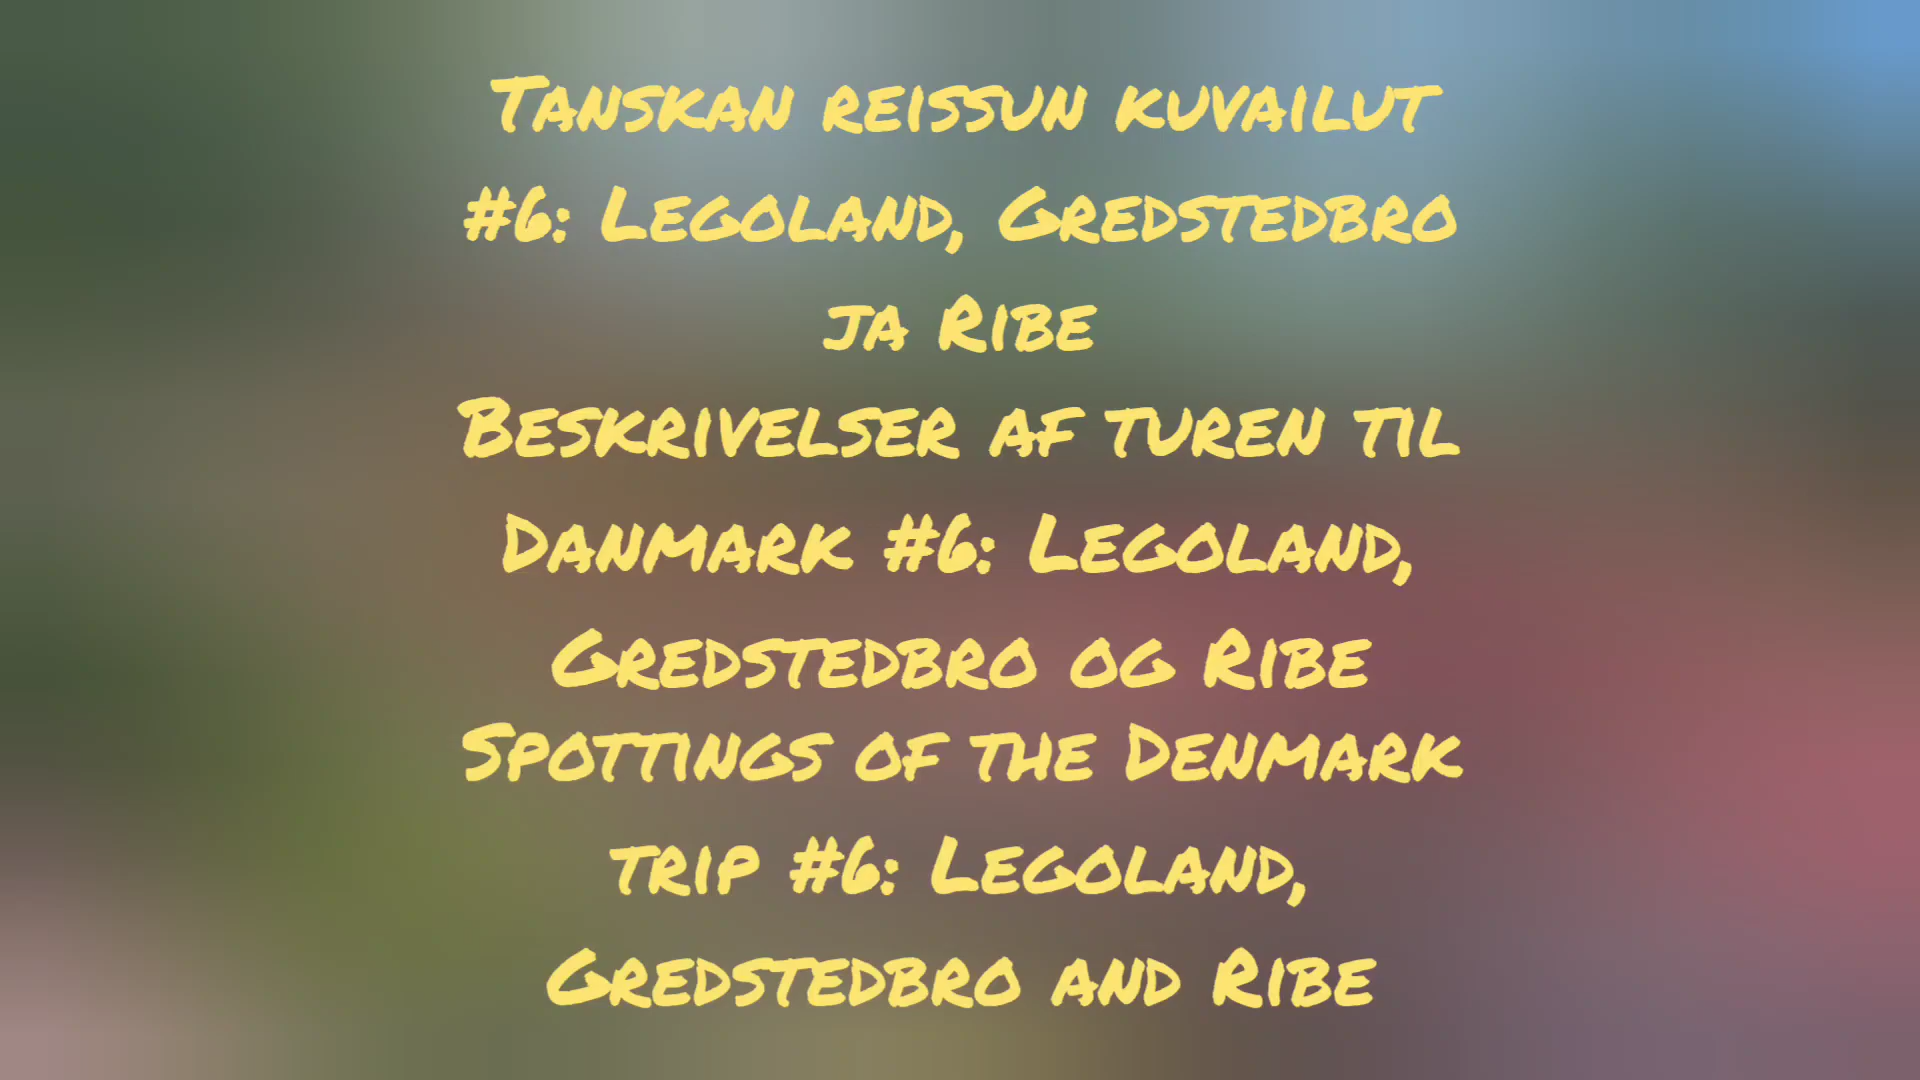 Tanskan reissun kuvailut
#6: Legoland, Gredstedbro
ja Ribe
Beskrivelser af turen til
Danmark #6: Legoland,
Gredstedbro og Ribe
Spottings of the Denmark
trip #6: Legoland,
Gredstedbro and Ribe